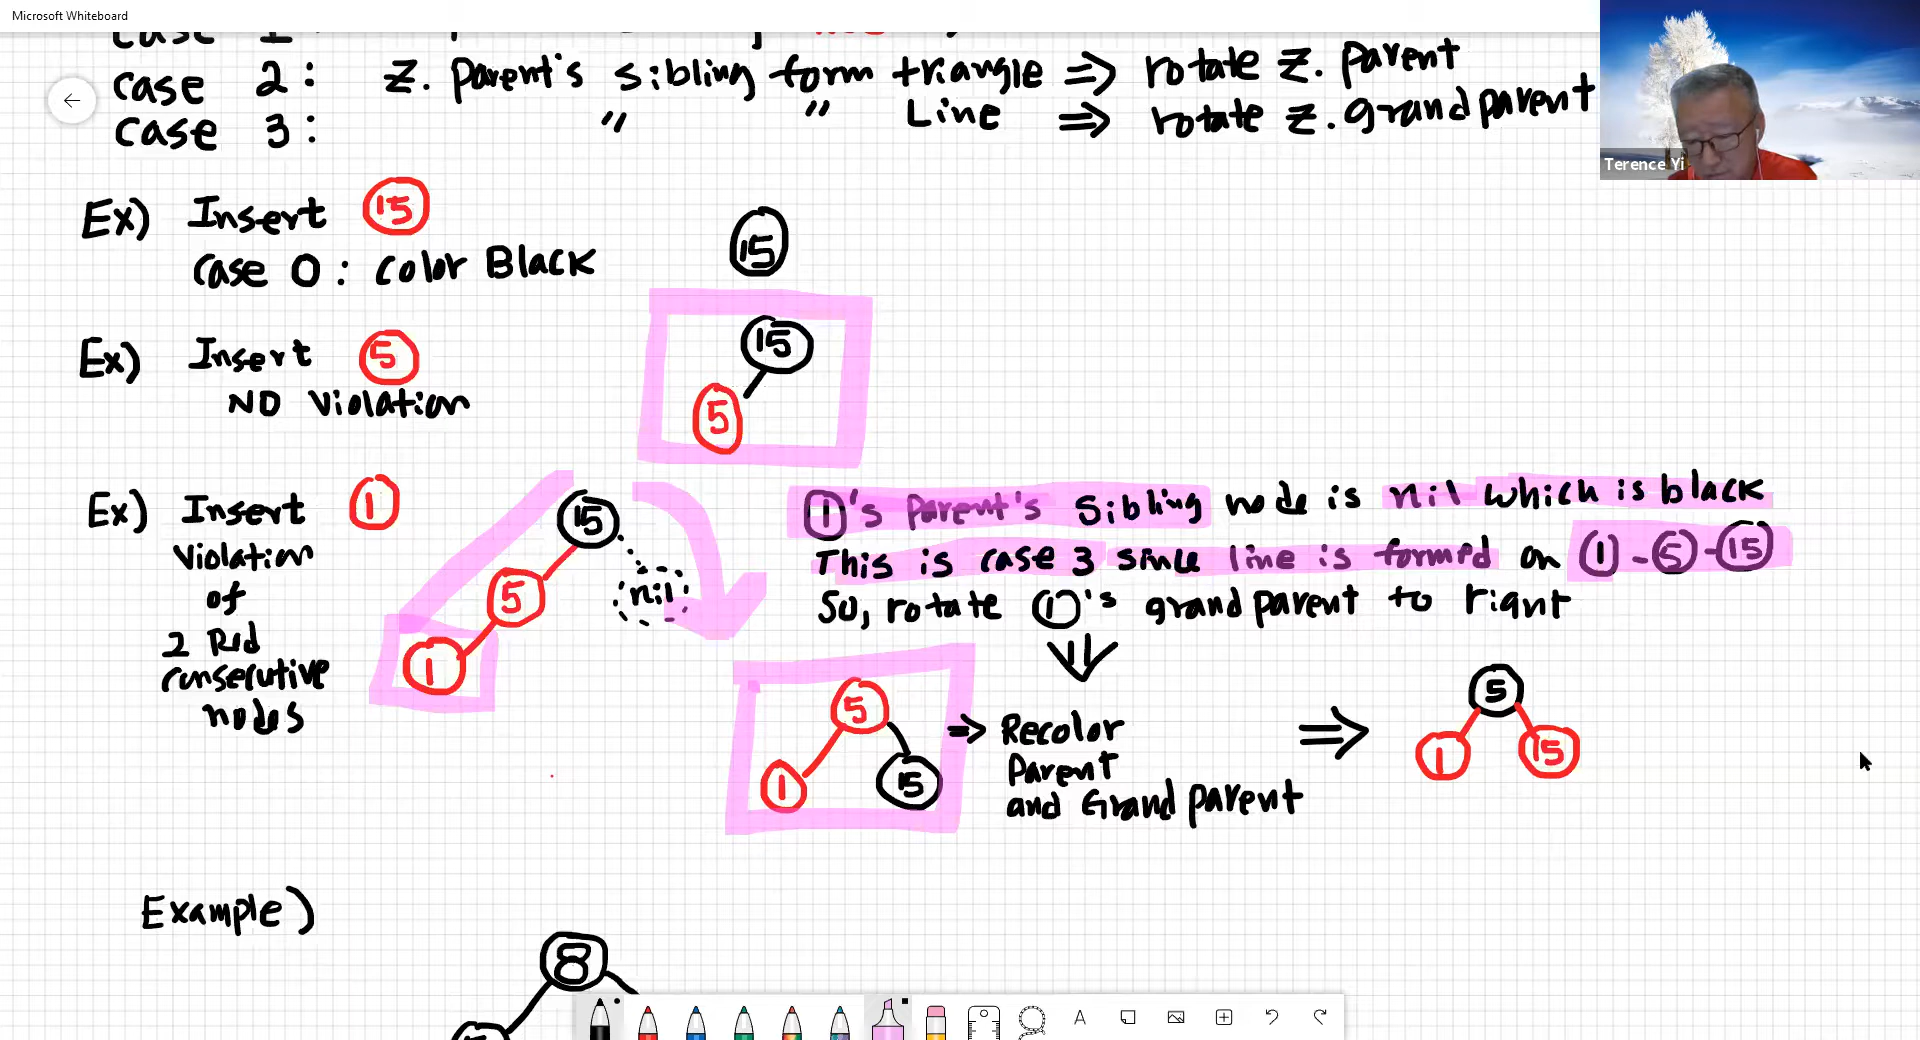 Microsoft Whiteboard
case 2: z. parent's sibling form triangle ⇒ rotate z. parent
case 3: " " Line ⇒ rotate z. grandparent
Terence Yi
Ex) Insert 15
case 0: color Black
15
Ex) Insert 5
NO Violation
15
5
Ex) Insert 1
Violation
of
2 Red
consecutive
nodes
15
5
nil
1
1's parent's sibling node is nil which is black
This is case 3 since line is formed on 1-5-15
So, rotate 1's grandparent to right
5
1
15
⇒ Recolor
Parent
and Grandparent
⇒
5
1
15
Example)
8
A